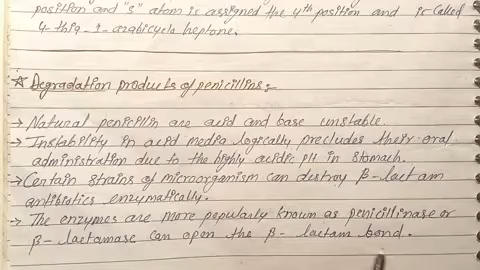 position and "s" atom is assigned the 4th position and is called
4-thia-1-azabicyclo heptone.
☆ Degradation products of penicillins:-
→ Natural penicillin are acid and base unstable.
→ Instability in acid media logically precludes their oral
administration due to the highly acidic pH in stomach.
→ Certain strains of microorganism can destroy β-lactam
antibiotics enzymatically.
→ The enzymes are more popularly known as penicillinase or
β-lactamase can open the β-lactam bond.